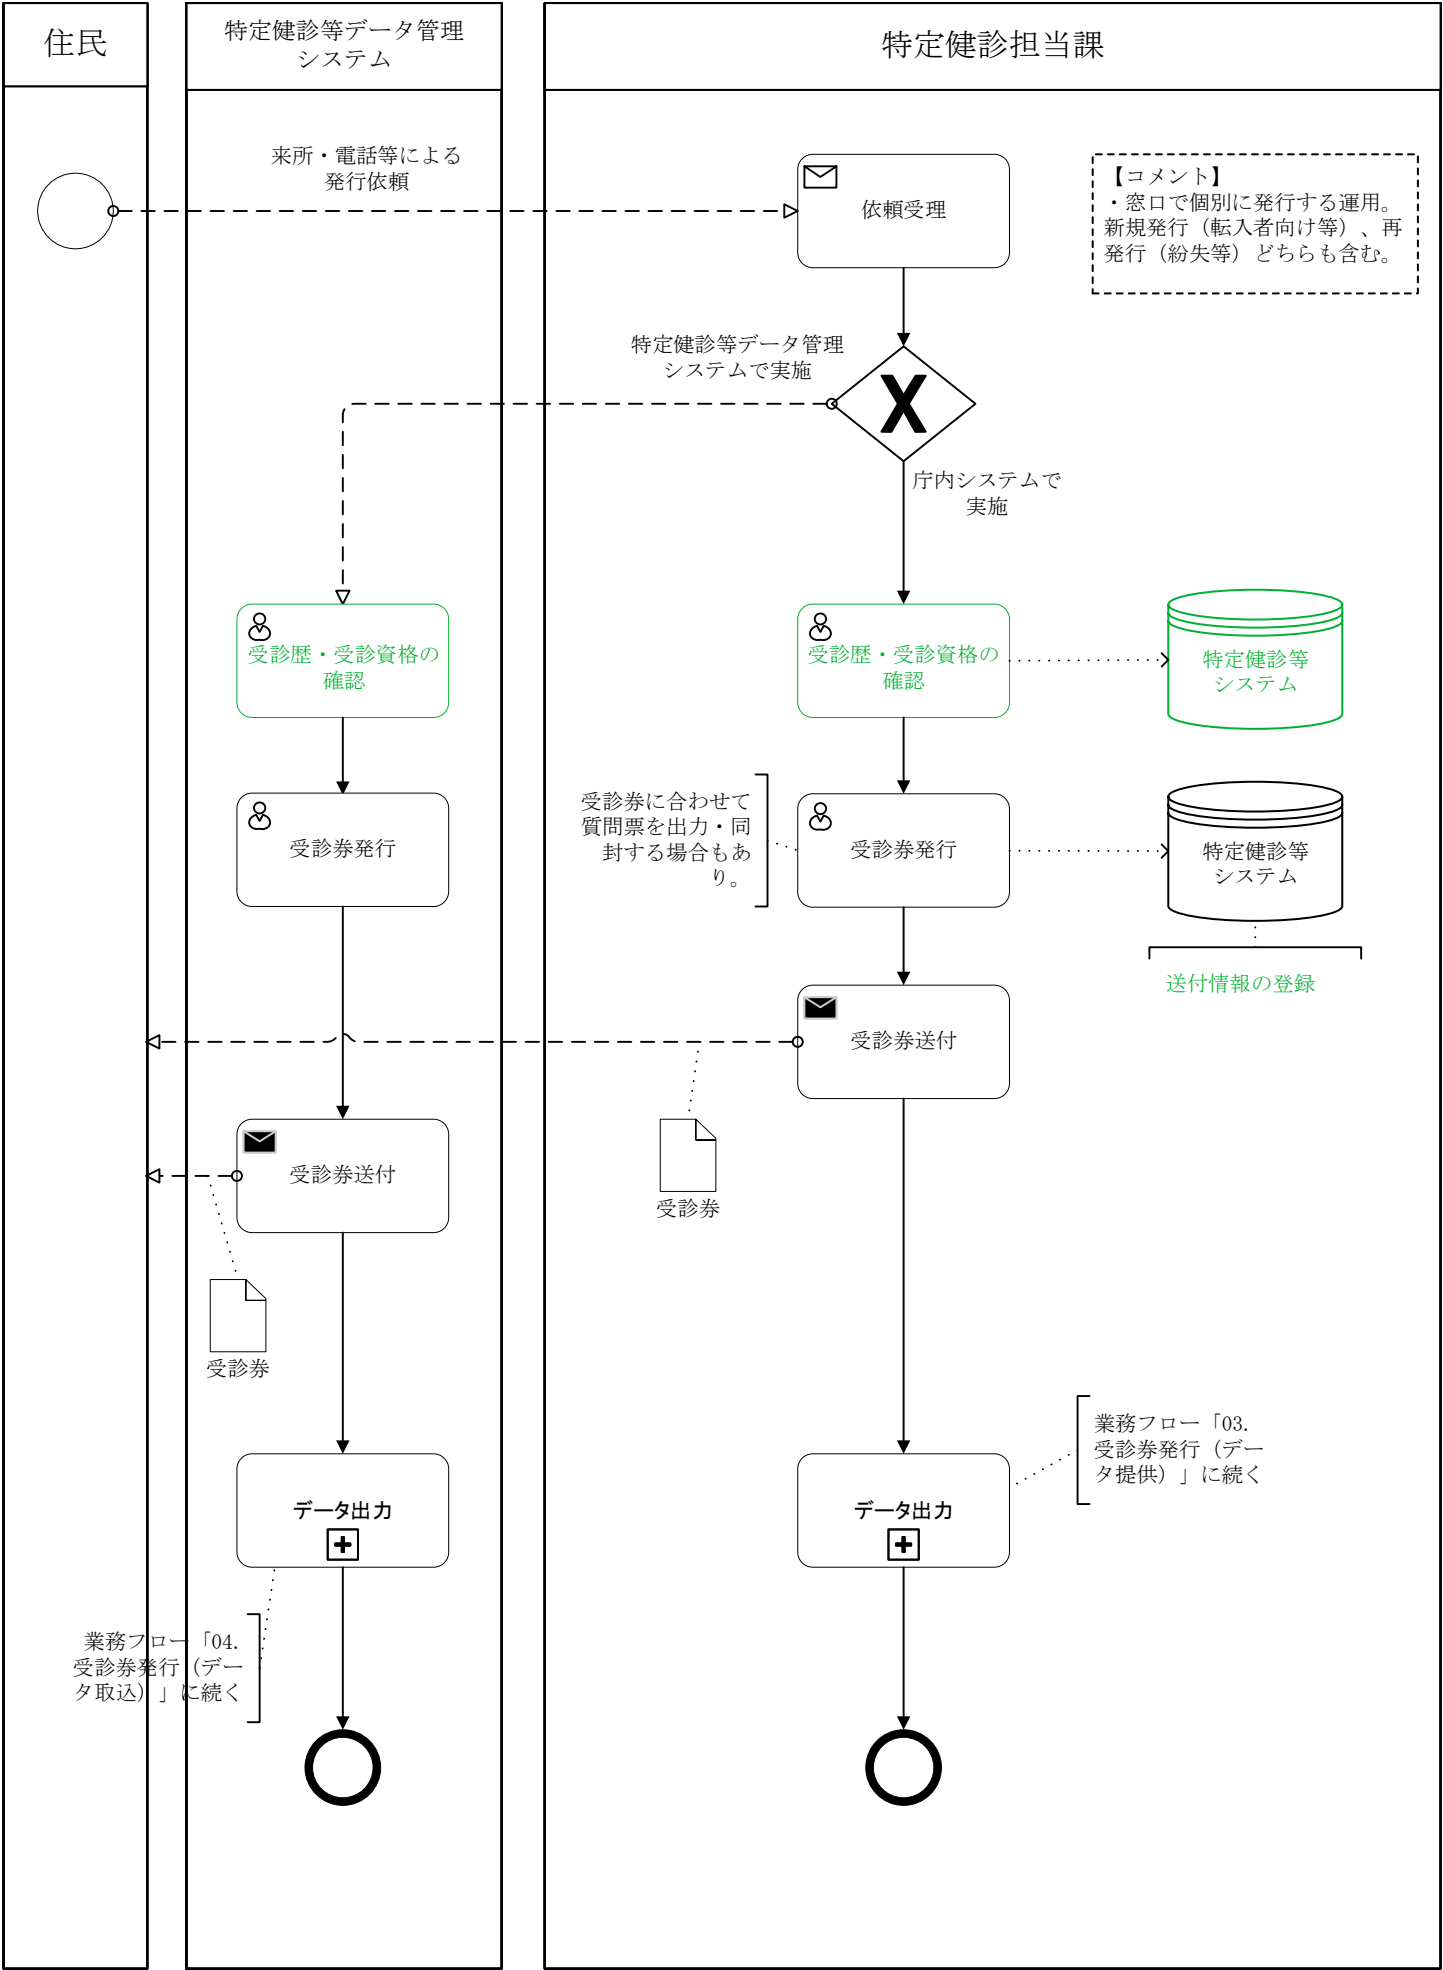 住民
特定健診等データ管理
システム
特定健診担当課
来所・電話等による
発行依頼
依頼受理
【コメント】
・窓口で個別に発行する運用。
新規発行（転入者向け等）、再
発行（紛失等）どちらも含む。
特定健診等データ管理
システムで実施
X
庁内システムで
実施
受診歴・受診資格の
確認
受診歴・受診資格の
確認
特定健診等
システム
受診券に合わせて
質問票を出力・同
封する場合もあ
り。
受診券発行
受診券発行
特定健診等
システム
送付情報の登録
受診券送付
受診券送付
受診券
受診券
業務フロー「03.
受診券発行（デー
タ提供）」に続く
データ出力
データ出力
業務フロー「04.
受診券発行（デー
タ取込）」に続く